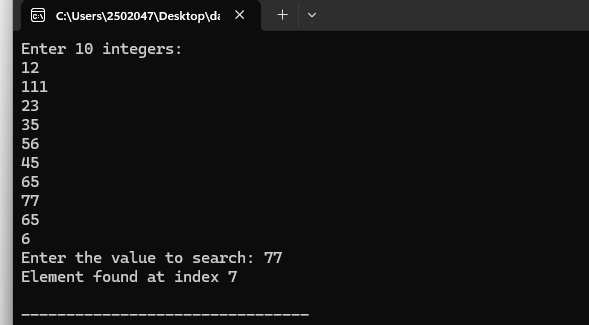 C:\Users\2502047\Desktop\da
Enter 10 integers:
12
111
23
35
56
45
65
77
65
6
Enter the value to search: 77
Element found at index 7
--------------------------------